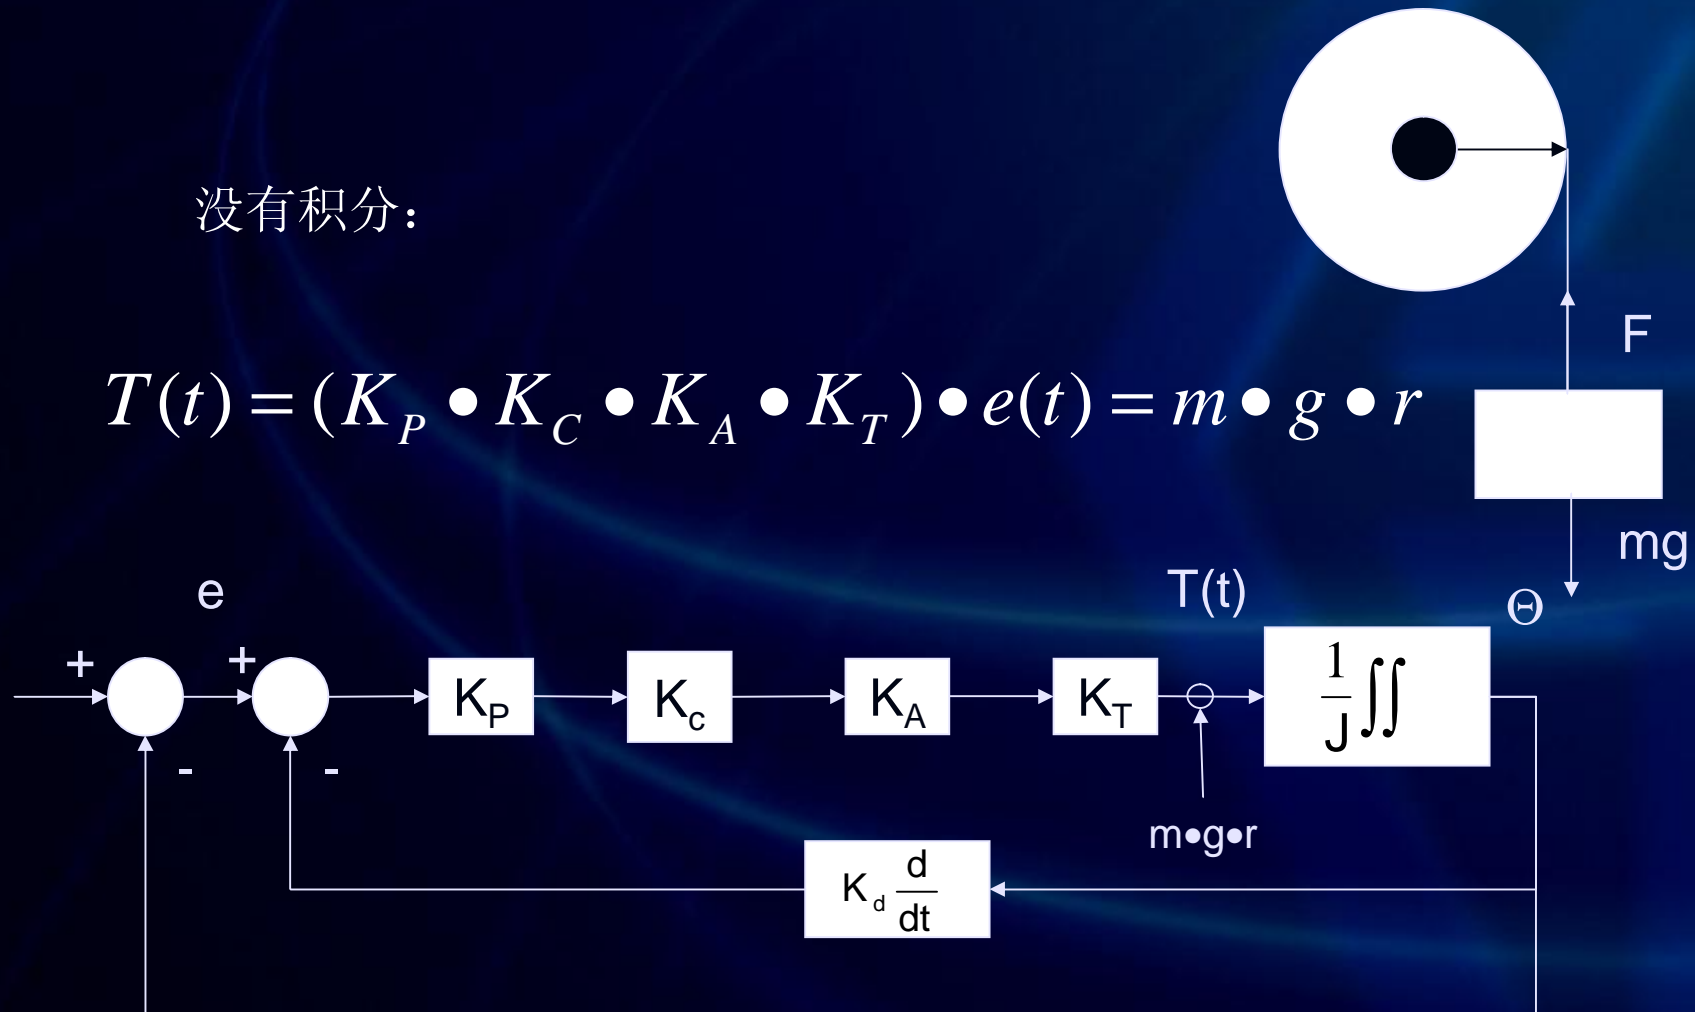 没有积分：
F
T(t) = (K_P • K_C • K_A • K_T) • e(t) = m • g • r
mg
e
T(t)
Θ
+
+
K_P
K_c
K_A
K_T
1/J ∫∫
-
-
m•g•r
K_d d/dt